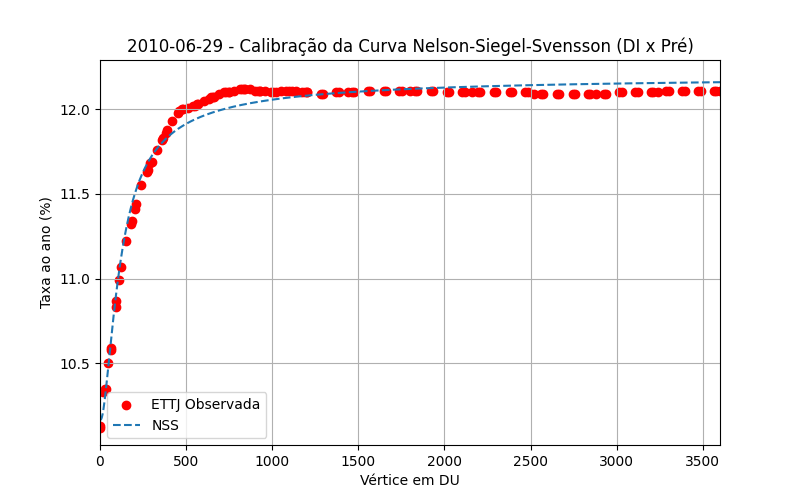 2010-06-29 - Calibração da Curva Nelson-Siegel-Svensson (DI x Pré)
Taxa ao ano (%)
12.0
11.5
11.0
10.5
ETTJ Observada
NSS
0 500 1000 1500 2000 2500 3000 3500
Vértice em DU